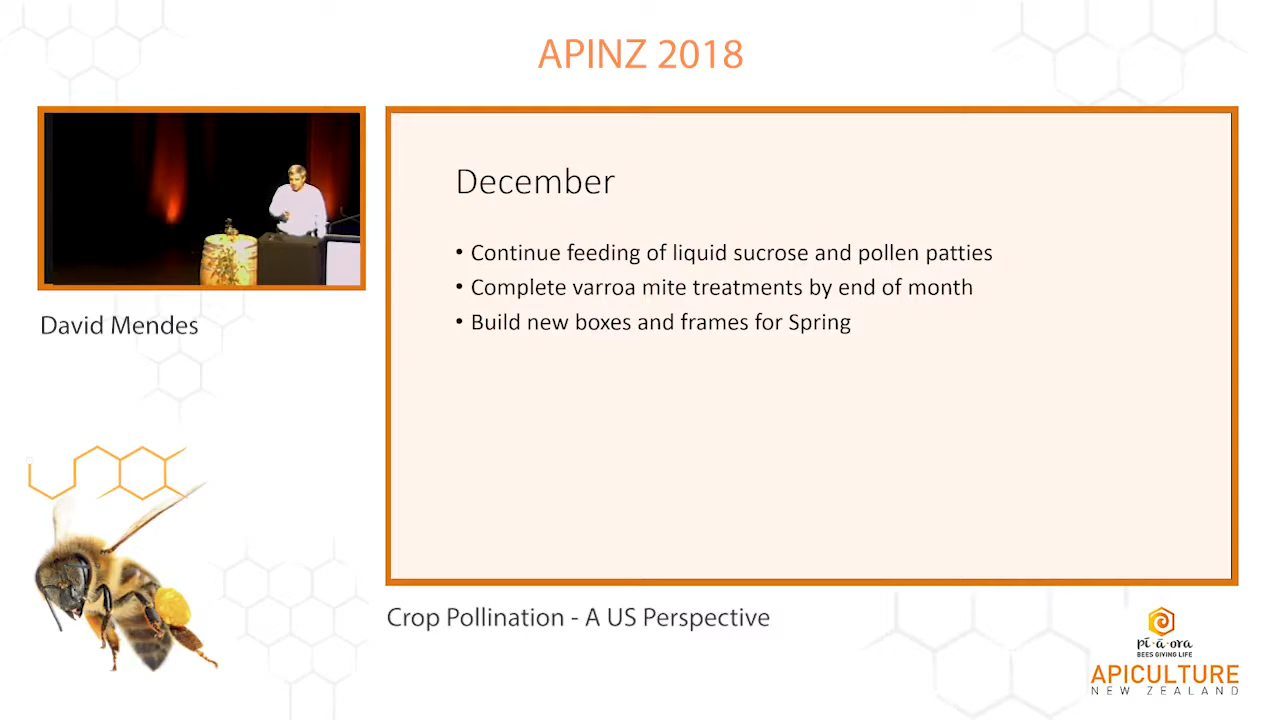 APINZ 2018
December
• Continue feeding of liquid sucrose and pollen patties
• Complete varroa mite treatments by end of month
• Build new boxes and frames for Spring
David Mendes
Crop Pollination - A US Perspective
pī-ā-ora
BEES GIVING LIFE
APICULTURE
NEW ZEALAND